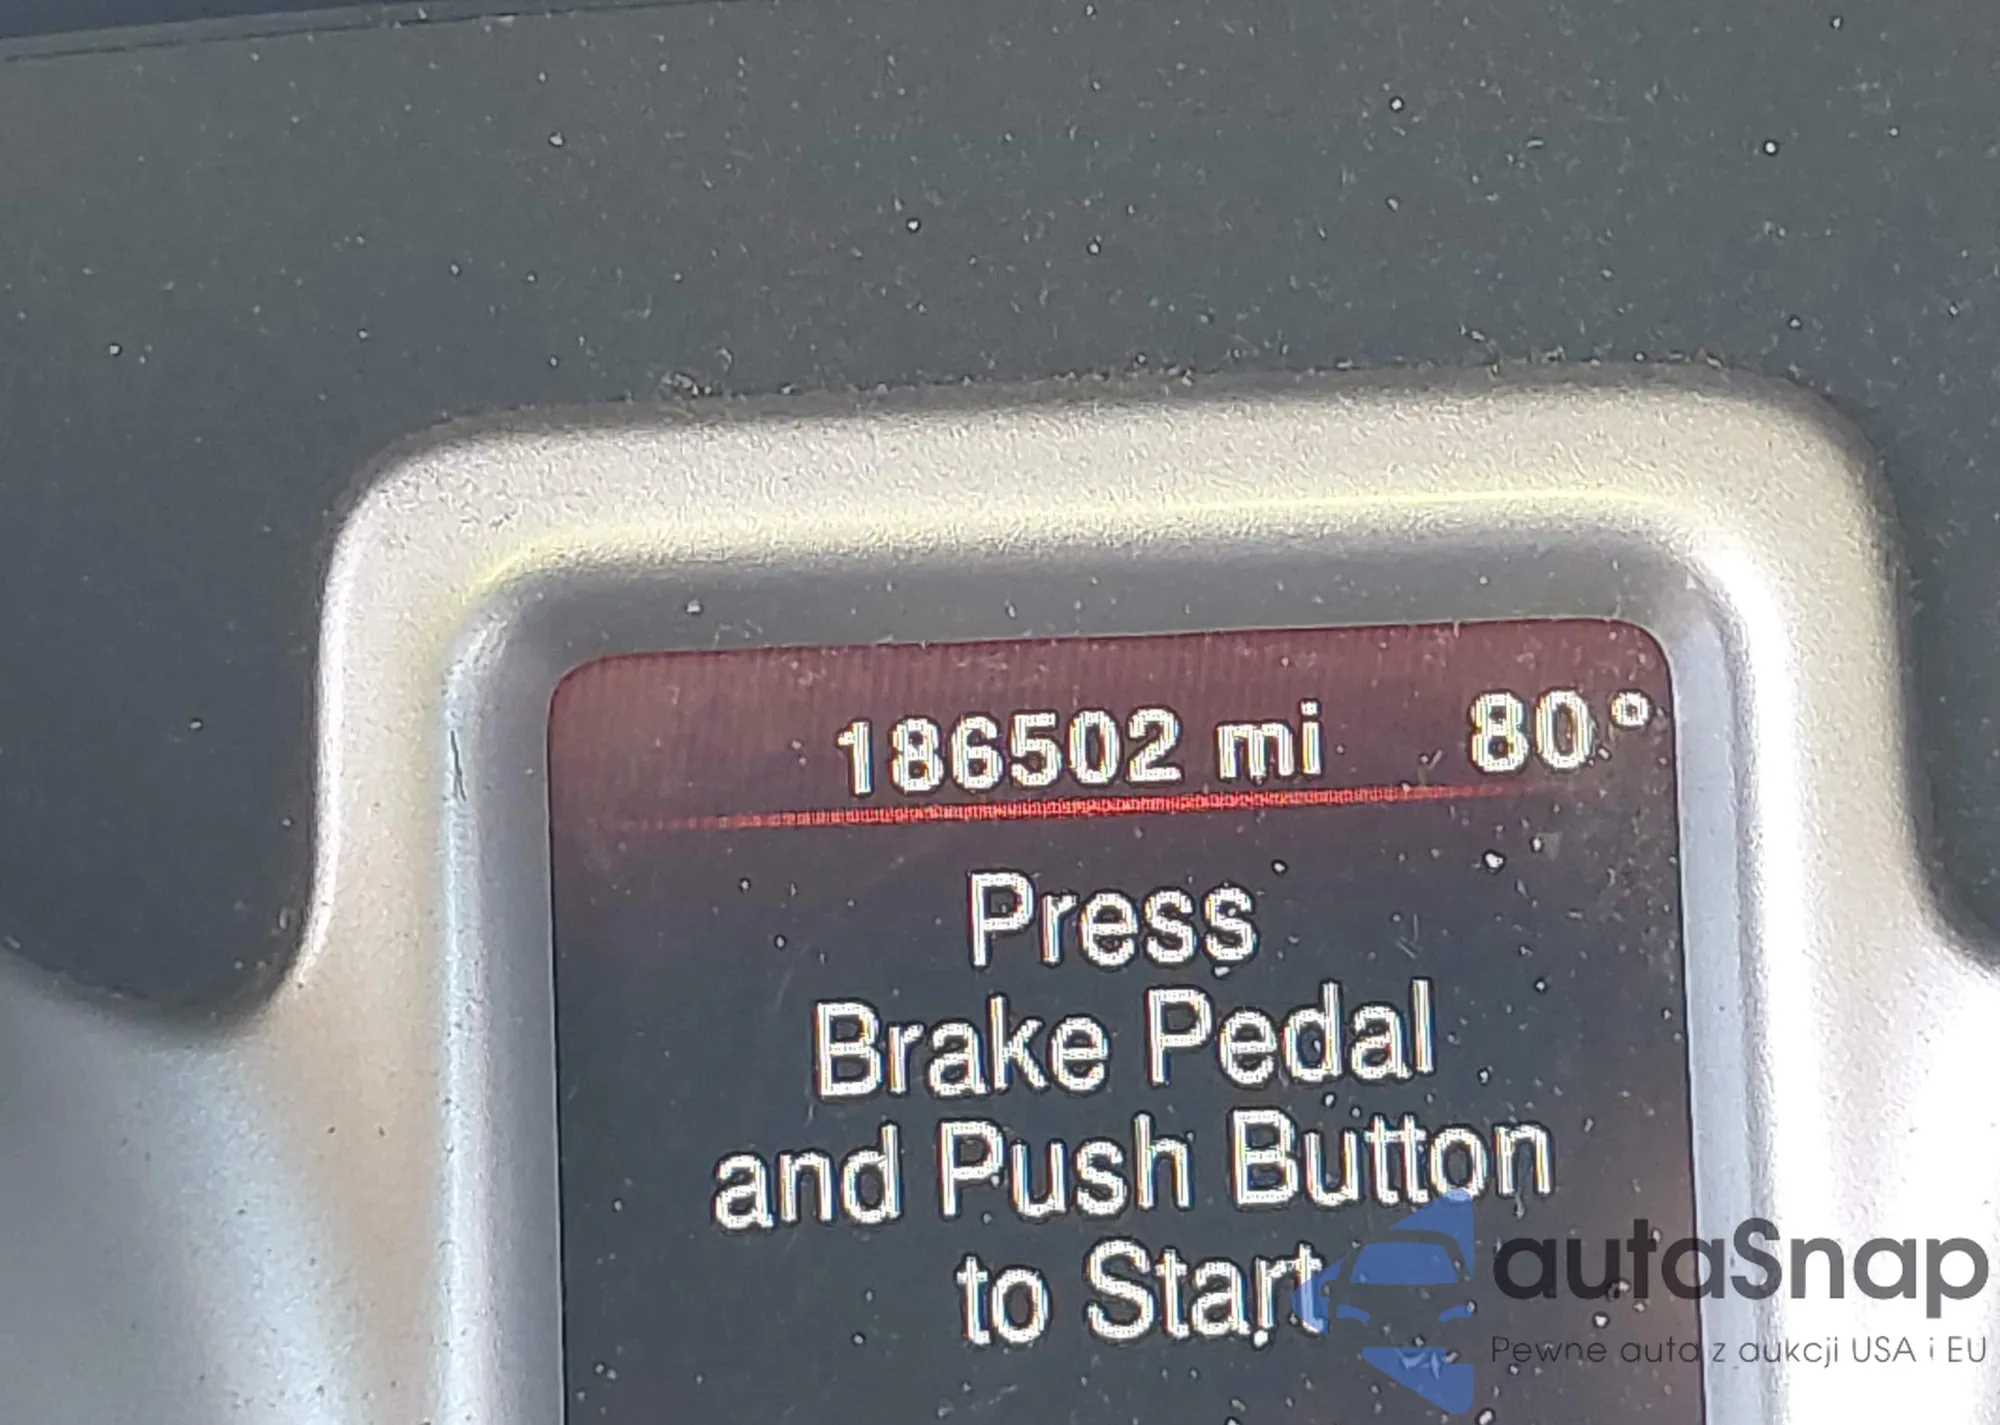 186502 mi 80°
Press
Brake Pedal
and Push Button
to Start
autaSnap
Pewne auta z aukcji USA i EU